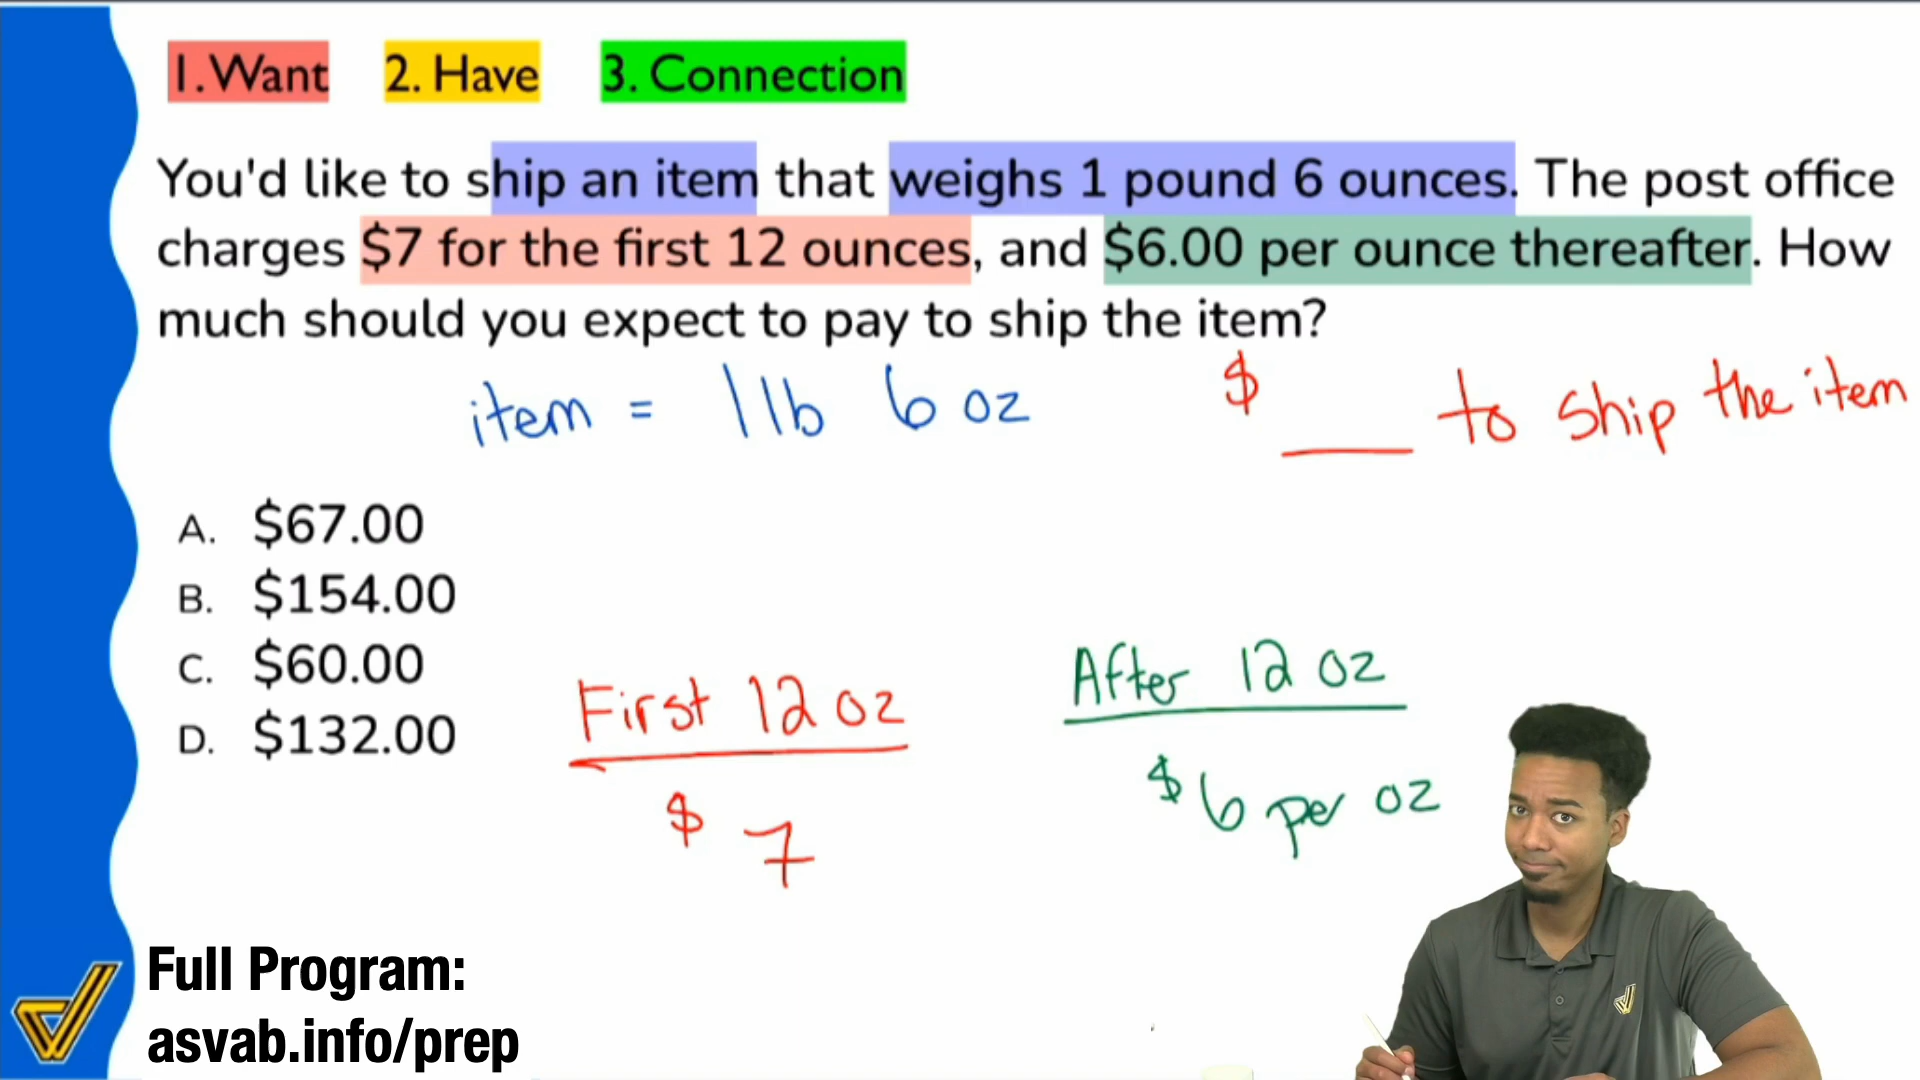 1. Want 2. Have 3. Connection
You'd like to ship an item that weighs 1 pound 6 ounces. The post office
charges $7 for the first 12 ounces, and $6.00 per ounce thereafter. How
much should you expect to pay to ship the item?
item = 1 lb 6 oz $ ___ to ship the item
A. $67.00
B. $154.00
C. $60.00
D. $132.00
First 12 oz
$ 7
After 12 oz
$6 per oz
Full Program:
asvab.info/prep